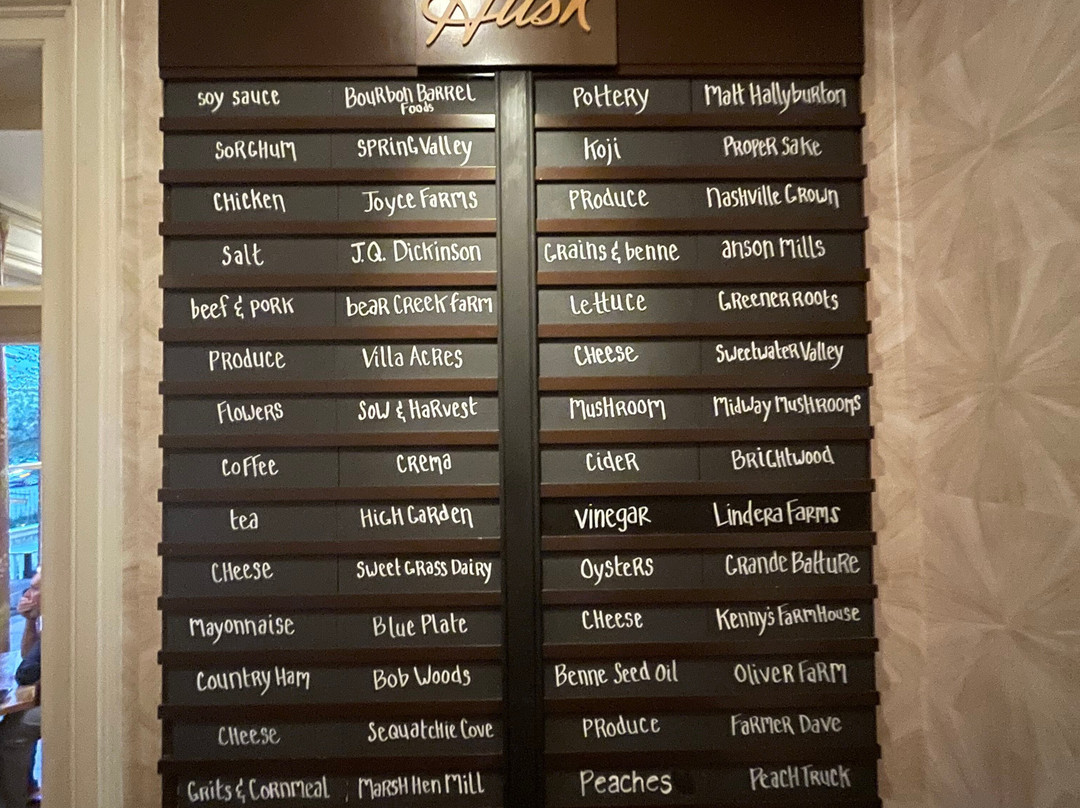 Husk
soy sauce Bourbon Barrel Foods
Sorghum Spring Valley
Chicken Joyce Farms
Salt J.Q. Dickinson
beef & pork bear creek farm
Produce Villa Acres
Flowers Sow & Harvest
Coffee Crema
tea High Garden
Cheese Sweet Grass Dairy
Mayonnaise Blue Plate
Country Ham Bob Woods
Cheese Sequatchie Cove
Grits & Cornmeal Marsh Hen Mill
Pottery Matt Hallyburton
Koji Proper Sake
Produce Nashville Grown
Grains & benne anson mills
Lettuce Greener Roots
Cheese Sweetwater Valley
Mushroom Midway Mushrooms
Cider Brightwood
vinegar Lindera Farms
Oysters Grande Batture
Cheese Kenny's Farmhouse
Benne Seed Oil Oliver Farm
Produce Farmer Dave
Peaches Peach Truck